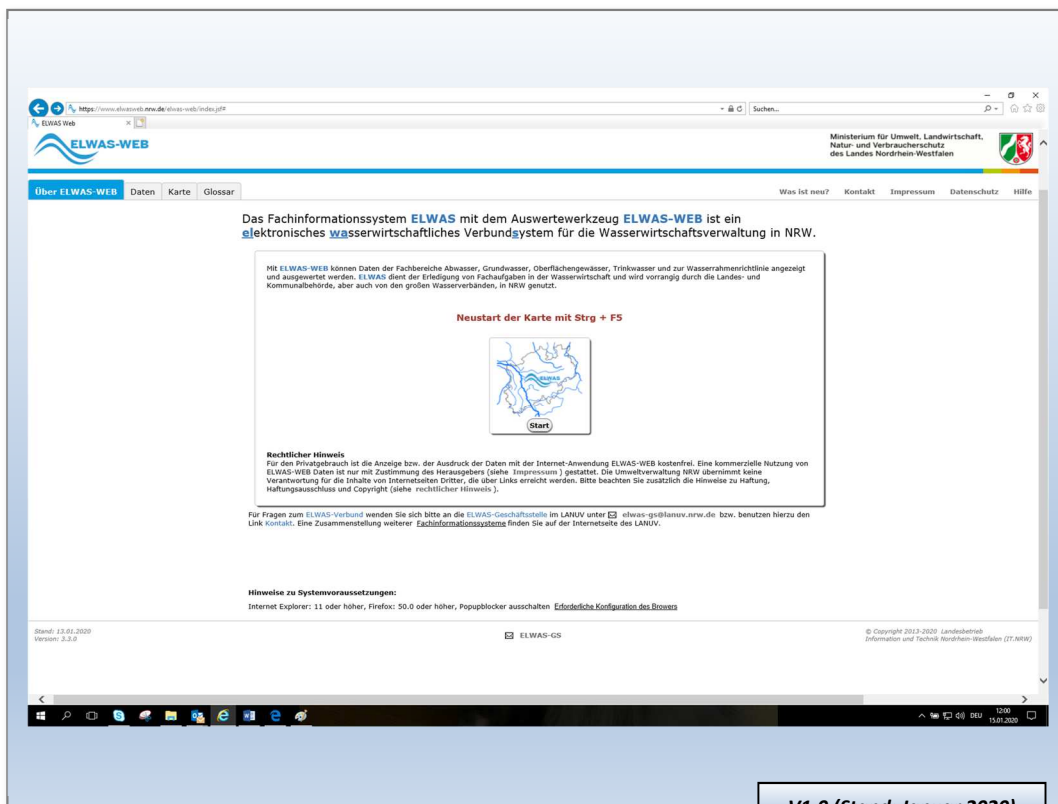 https://www.elwasweb.nrw.de/elwas-web/index.jsf#
Suchen...
ELWAS Web
ELWAS-WEB
Ministerium für Umwelt, Landwirtschaft,
Natur- und Verbraucherschutz
des Landes Nordrhein-Westfalen
Über ELWAS-WEB Daten Karte Glossar
Was ist neu? Kontakt Impressum Datenschutz Hilfe
Das Fachinformationssystem ELWAS mit dem Auswertewerkzeug ELWAS-WEB ist ein
elektronisches wasserwirtschaftliches Verbundsystem für die Wasserwirtschaftsverwaltung in NRW.
Mit ELWAS-WEB können Daten der Fachbereiche Abwasser, Grundwasser, Oberflächengewässer, Trinkwasser und zur Wasserrahmenrichtlinie angezeigt
und ausgewertet werden. ELWAS dient der Erledigung von Fachaufgaben in der Wasserwirtschaft und wird vorrangig durch die Landes- und
Kommunalbehörde, aber auch von den großen Wasserverbänden, in NRW genutzt.
Neustart der Karte mit Strg + F5
ELWAS
Start
Rechtlicher Hinweis
Für den Privatgebrauch ist die Anzeige bzw. der Ausdruck der Daten mit der Internet-Anwendung ELWAS-WEB kostenfrei. Eine kommerzielle Nutzung von
ELWAS-WEB Daten ist nur mit Zustimmung des Herausgebers (siehe Impressum ) gestattet. Die Umweltverwaltung NRW übernimmt keine
Verantwortung für die Inhalte von Internetseiten Dritter, die über Links erreicht werden. Bitte beachten Sie zusätzlich die Hinweise zu Haftung,
Haftungsausschluss und Copyright (siehe rechtlicher Hinweis ).
Für Fragen zum ELWAS-Verbund wenden Sie sich bitte an die ELWAS-Geschäftsstelle im LANUV unter elwas-gs@lanuv.nrw.de bzw. benutzen hierzu den
Link Kontakt. Eine Zusammenstellung weiterer Fachinformationssysteme finden Sie auf der Internetseite des LANUV.
Hinweise zu Systemvoraussetzungen:
Internet Explorer: 11 oder höher, Firefox: 50.0 oder höher, Popupblocker ausschalten Erforderliche Konfiguration des Browers
Stand: 13.01.2020
Version: 3.3.0
ELWAS-GS
© Copyright 2013-2020 Landesbetrieb
Information und Technik Nordrhein-Westfalen (IT.NRW)
DEU
12:00
15.01.2020
V1.0 (Stand: Januar 2020)